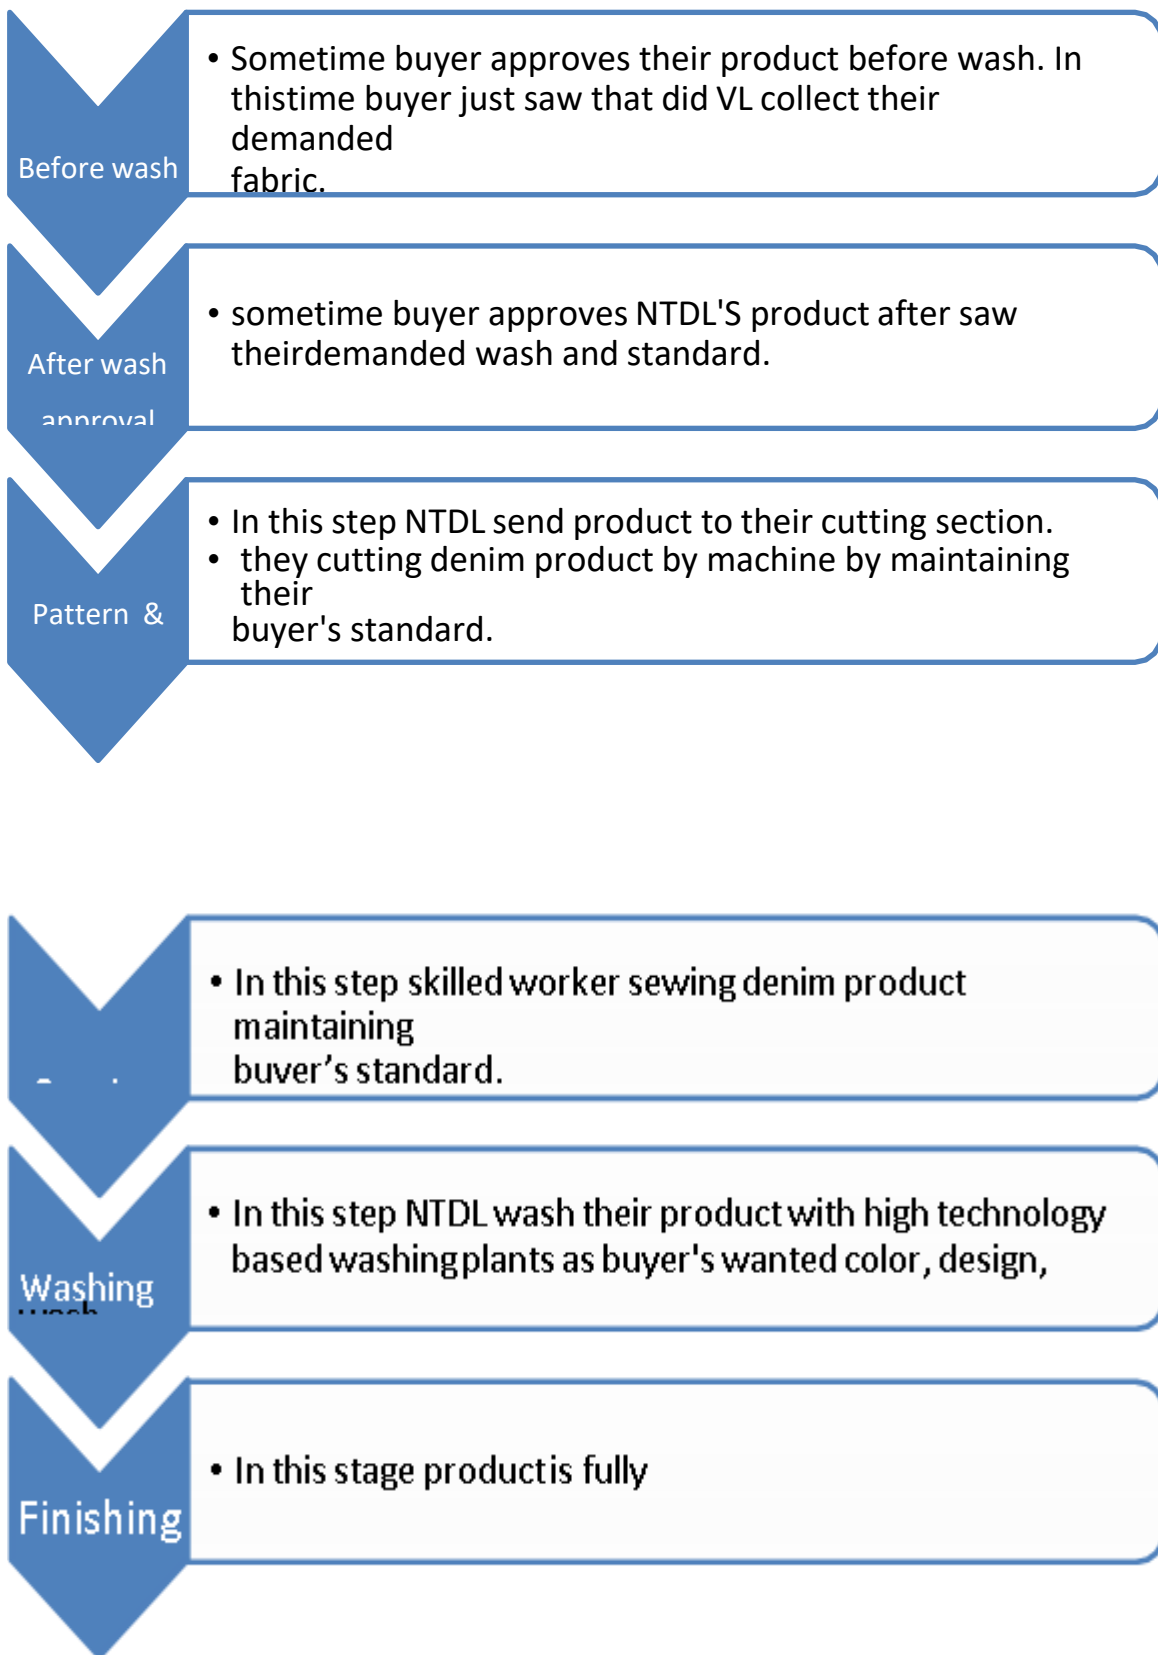 Before wash
• Sometime buyer approves their product before wash. In
thistime buyer just saw that did VL collect their
demanded
fabric.
After wash
approval
• sometime buyer approves NTDL'S product after saw
theirdemanded wash and standard.
Pattern &
• In this step NTDL send product to their cutting section.
• they cutting denim product by machine by maintaining
their
buyer's standard.
• In this step skilled worker sewing denim product
maintaining
buyer’s standard.
Washing
wash
• In this step NTDL wash their product with high technology
based washing plants as buyer's wanted color, design,
Finishing
• In this stage product is fully